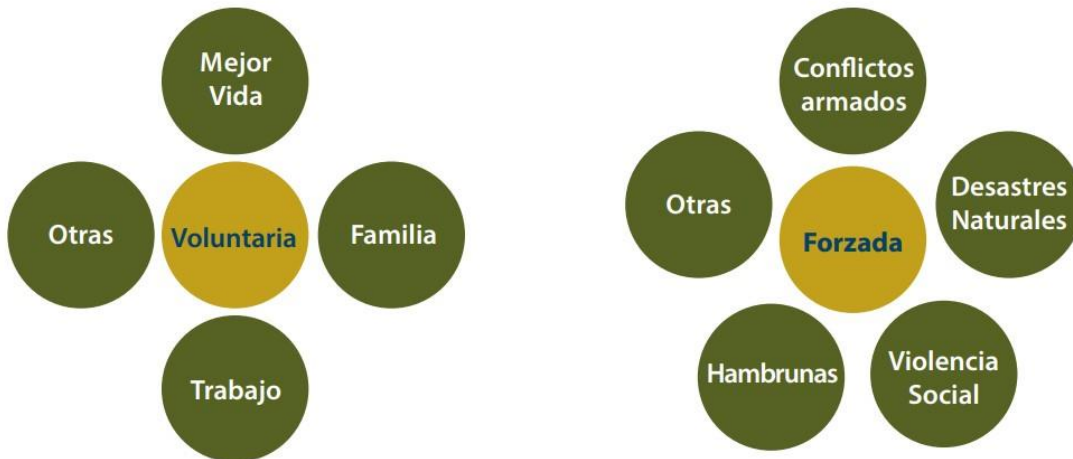 Mejor
Vida
Otras
Voluntaria
Familia
Trabajo
Conflictos
armados
Otras
Desastres
Naturales
Forzada
Hambrunas
Violencia
Social